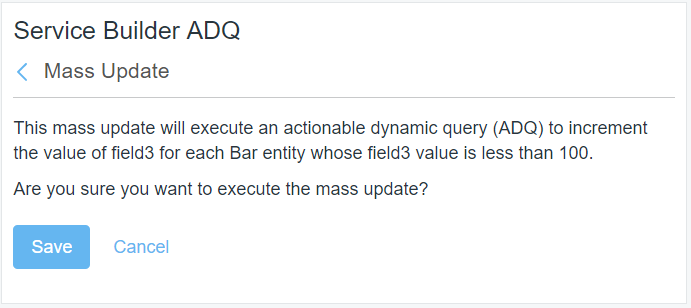 Service Builder ADQ
Mass Update
This mass update will execute an actionable dynamic query (ADQ) to increment
the value of field3 for each Bar entity whose field3 value is less than 100.
Are you sure you want to execute the mass update?
Save Cancel